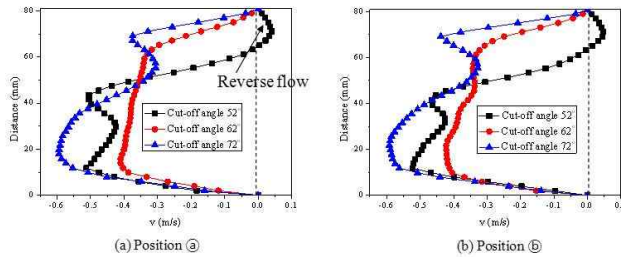 80
60
40
20
0
Distance (mm)
Reverse flow
Cut-off angle 52
Cut-off angle 62
Cut-off angle 72
-0.6 -0.5 -0.4 -0.3 -0.2 -0.1 0.0 0.1
v (m/s)
(a) Position ⓐ
80
60
40
20
0
Distance (mm)
Cut-off angle 52
Cut-off angle 62
Cut-off angle 72
-0.6 -0.5 -0.4 -0.3 -0.2 -0.1 0.0 0.1
v (m/s)
(b) Position ⓑ